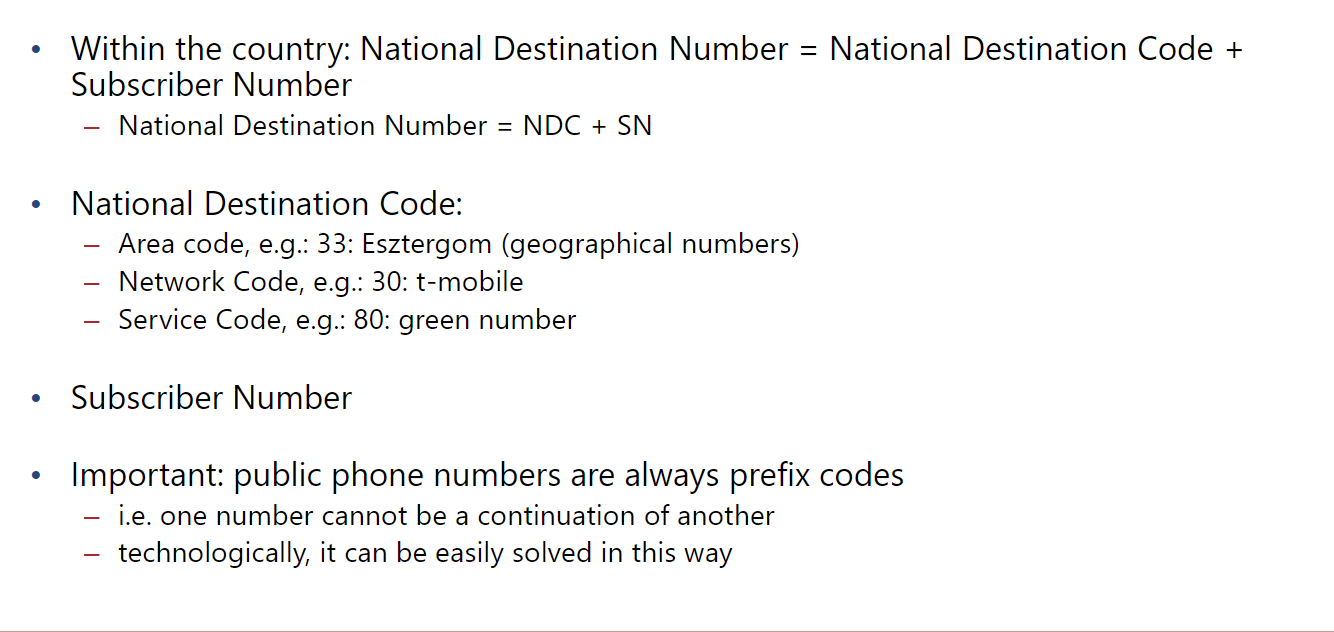 • Within the country: National Destination Number = National Destination Code +
Subscriber Number
– National Destination Number = NDC + SN
• National Destination Code:
– Area code, e.g.: 33: Esztergom (geographical numbers)
– Network Code, e.g.: 30: t-mobile
– Service Code, e.g.: 80: green number
• Subscriber Number
• Important: public phone numbers are always prefix codes
– i.e. one number cannot be a continuation of another
– technologically, it can be easily solved in this way